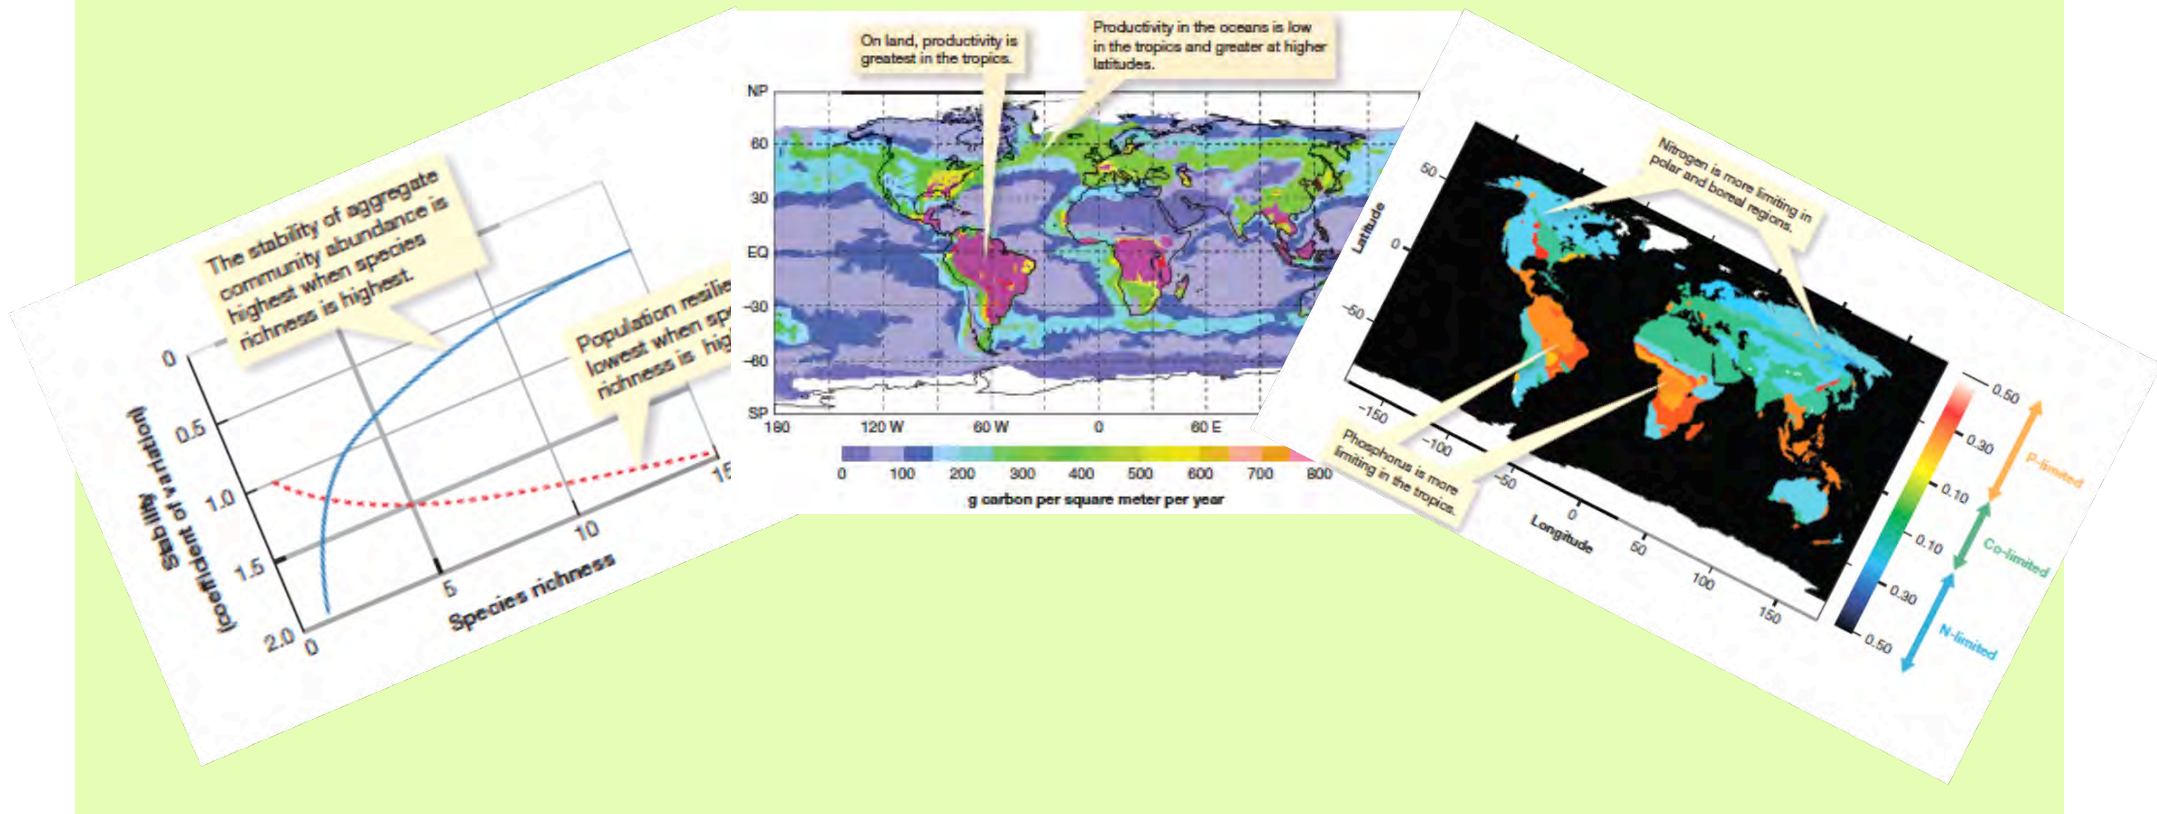 The stability of aggregate
community abundance is
highest when species
richness is highest.
Population
lowest when
richness is
0
0.5
1.0
1.5
2.0
0
5
10
Stability
(coefficient of variation)
Species richness
On land, productivity is
greatest in the tropics.
Productivity in the oceans is low
in the tropics and greater at higher
latitudes.
NP
60
30
EQ
–30
–60
SP
180
120 W
60 W
0
60 E
0
100
200
300
400
500
600
700
800
g carbon per square meter per year
Nitrogen is more limiting in
polar and boreal regions.
Phosphorus is more
limiting in the tropics.
Latitude
50
0
–50
–150
–100
–50
0
50
100
150
Longitude
0.50
0.30
0.10
0.10
0.30
0.50
P-limited
Co-limited
N-limited